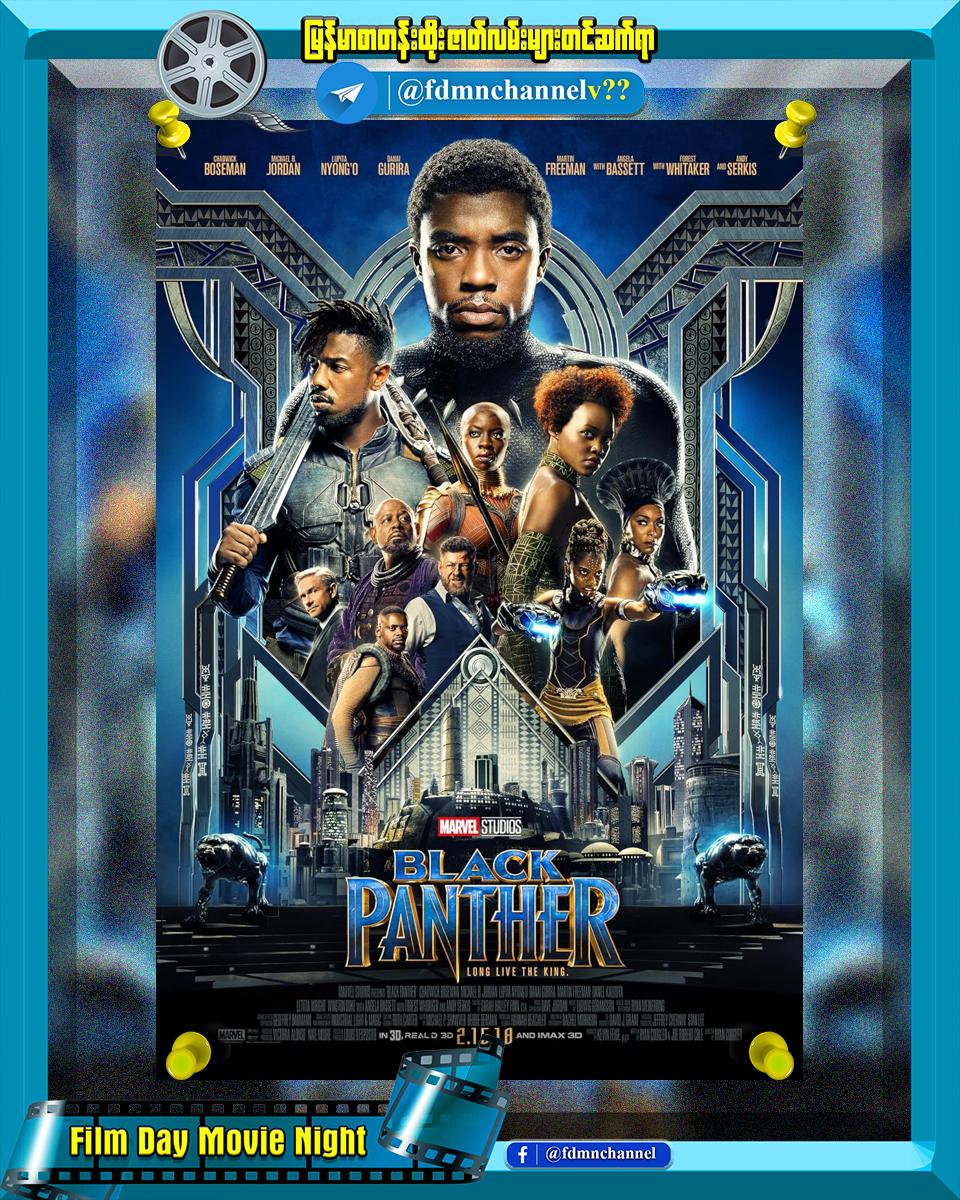 မြန်မာစာတန်းထိုးဇာတ်လမ်းများတင်ဆက်ရာ
@fdmnchannelv??
CHADWICK BOSEMAN MICHAEL B. JORDAN LUPITA NYONG'O DANAI GURIRA MARTIN FREEMAN WITH ANGELA BASSETT WITH FOREST WHITAKER AND ANDY SERKIS
MARVEL STUDIOS
BLACK
PANTHER
LONG LIVE THE KING.
MARVEL
IN 3D, REAL D 3D 2.15.18 AND IMAX 3D
Film Day Movie Night
@fdmnchannel